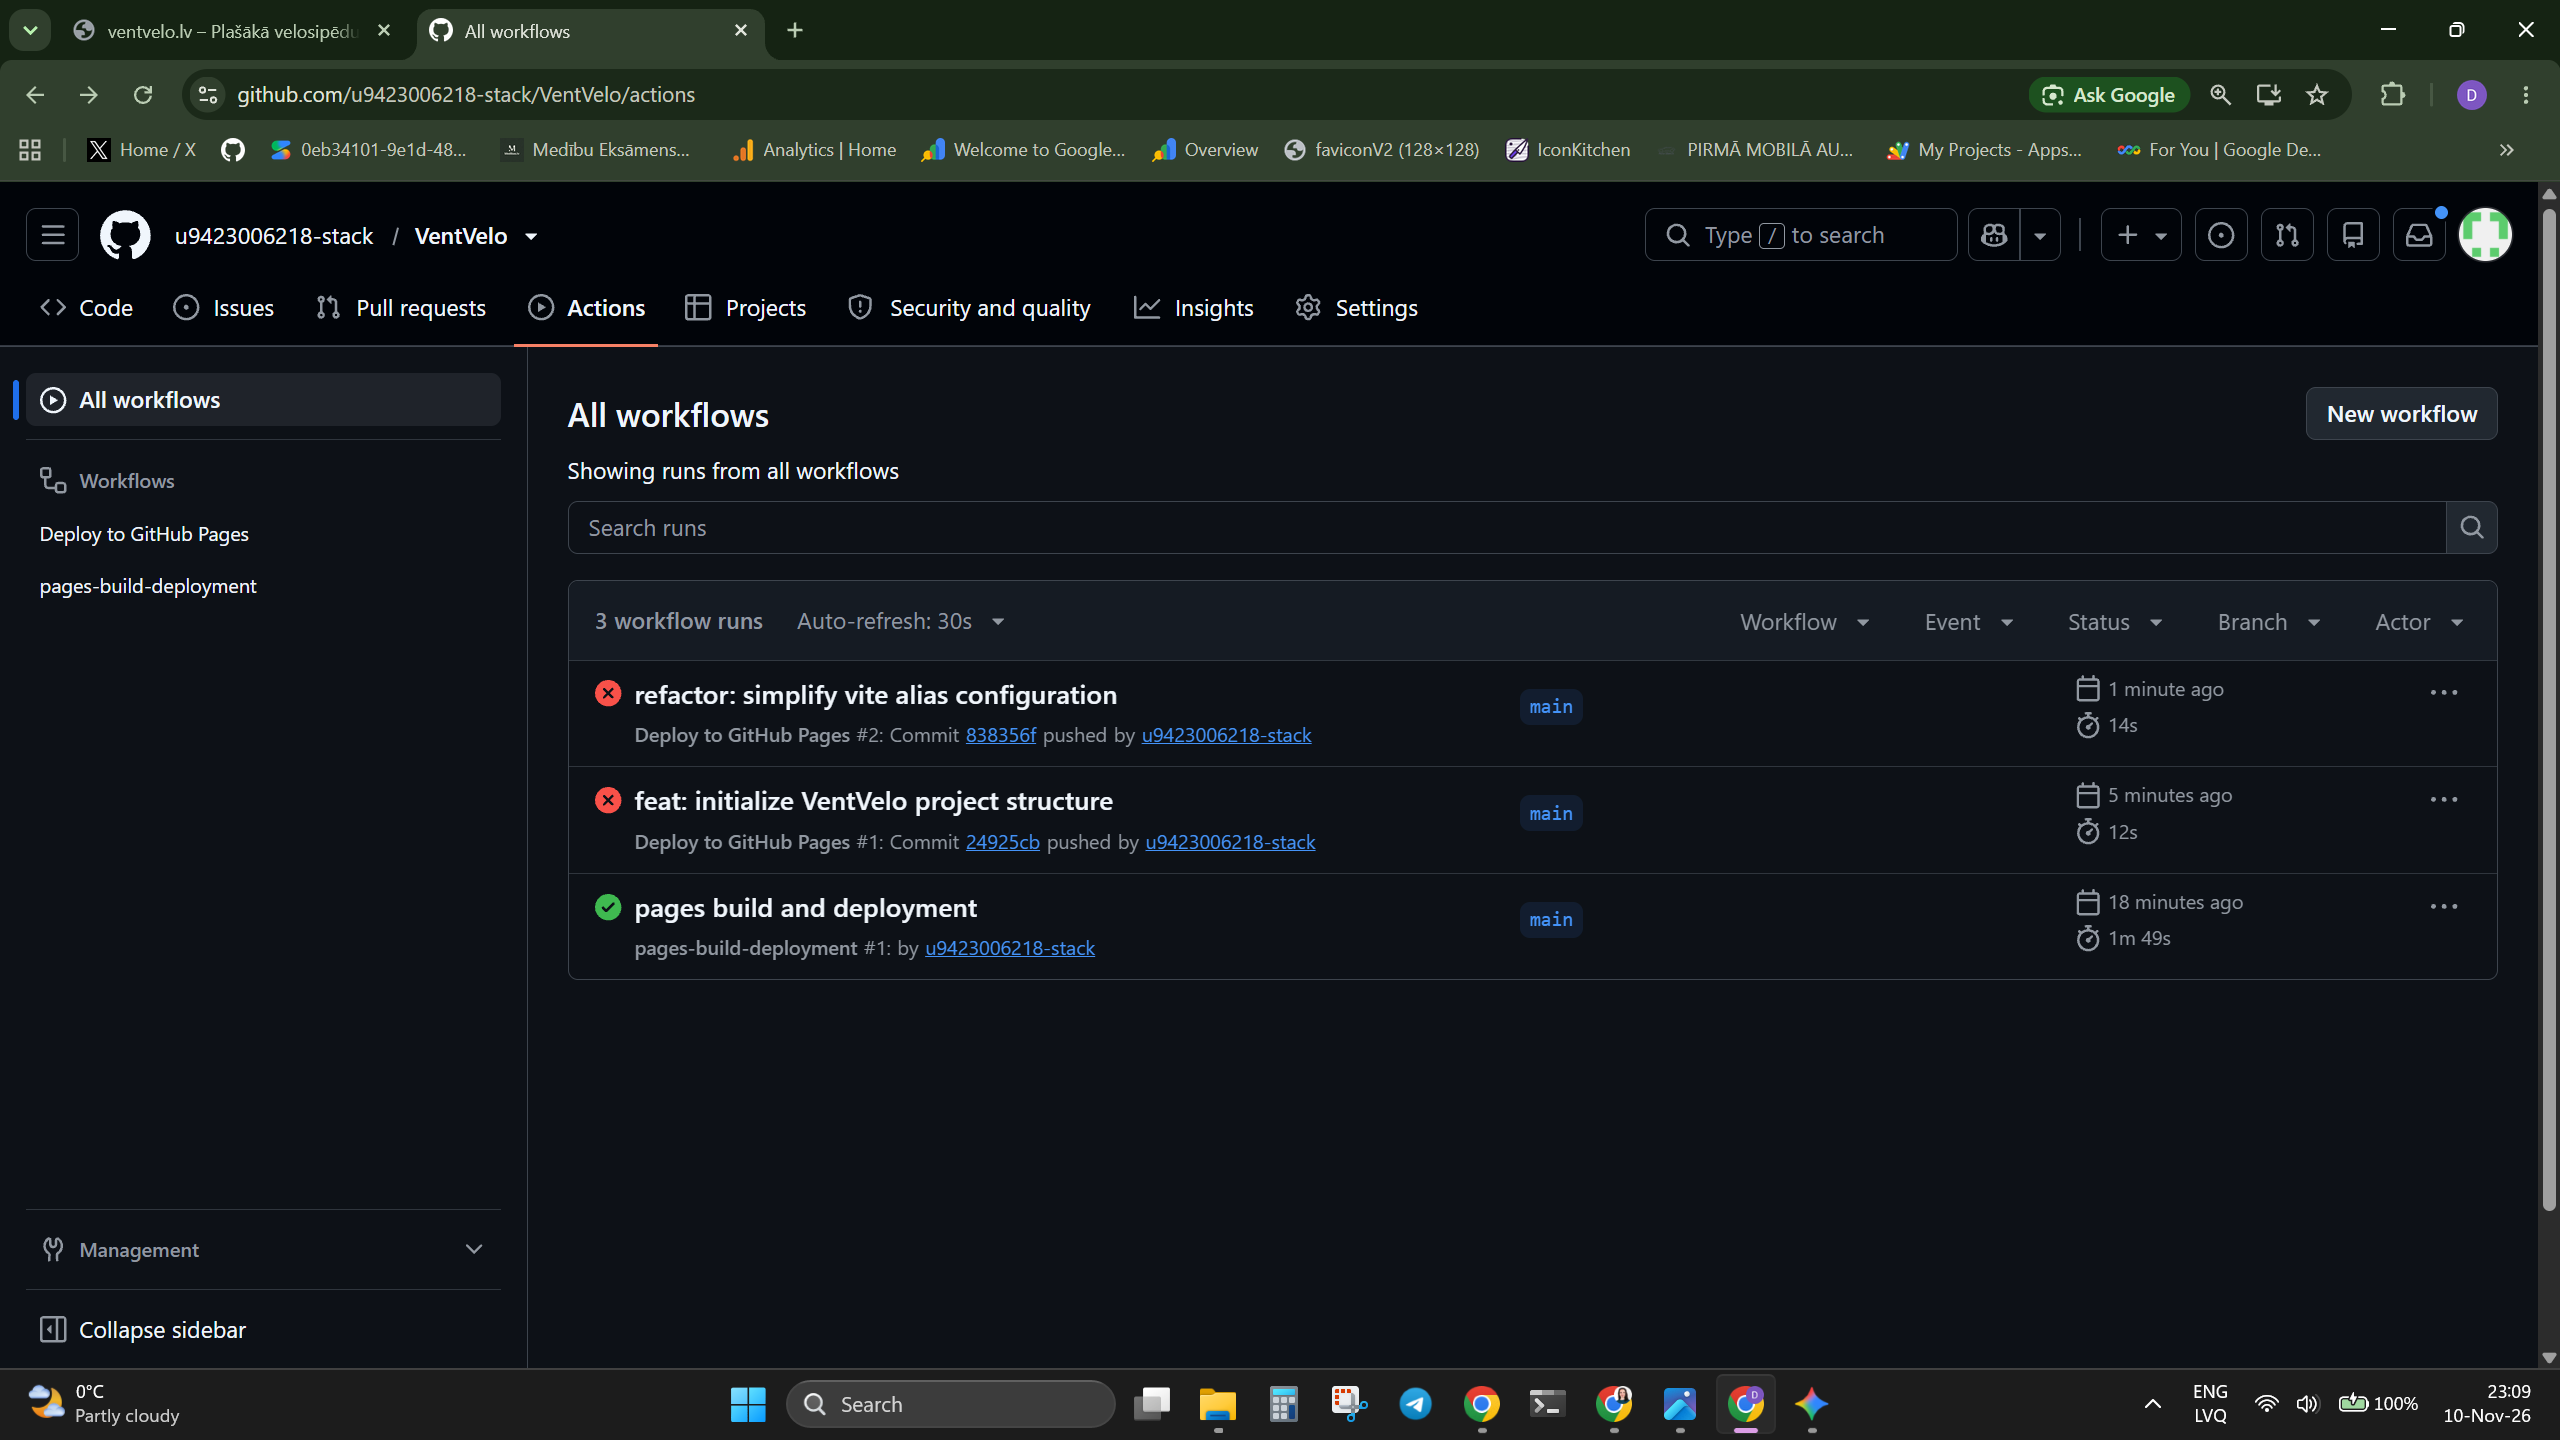 ventvelo.lv – Plašākā velosipēdu
All workflows
github.com/u9423006218-stack/VentVelo/actions
Ask Google
D
Home / X
0eb34101-9e1d-48...
Medību Eksāmens...
Analytics | Home
Welcome to Google...
Overview
faviconV2 (128×128)
IconKitchen
PIRMĀ MOBILĀ AU...
My Projects - Apps...
For You | Google De...
u9423006218-stack / VentVelo
Type / to search
Code
Issues
Pull requests
Actions
Projects
Security and quality
Insights
Settings
All workflows
Workflows
Deploy to GitHub Pages
pages-build-deployment
Management
Collapse sidebar
All workflows
New workflow
Showing runs from all workflows
Search runs
3 workflow runs Auto-refresh: 30s Workflow Event Status Branch Actor
refactor: simplify vite alias configuration
Deploy to GitHub Pages #2: Commit 838356f pushed by u9423006218-stack
main
1 minute ago
14s
feat: initialize VentVelo project structure
Deploy to GitHub Pages #1: Commit 24925cb pushed by u9423006218-stack
main
5 minutes ago
12s
pages build and deployment
pages-build-deployment #1: by u9423006218-stack
main
18 minutes ago
1m 49s
0°C
Partly cloudy
Search
ENG
LVQ
100%
23:09
10-Nov-26